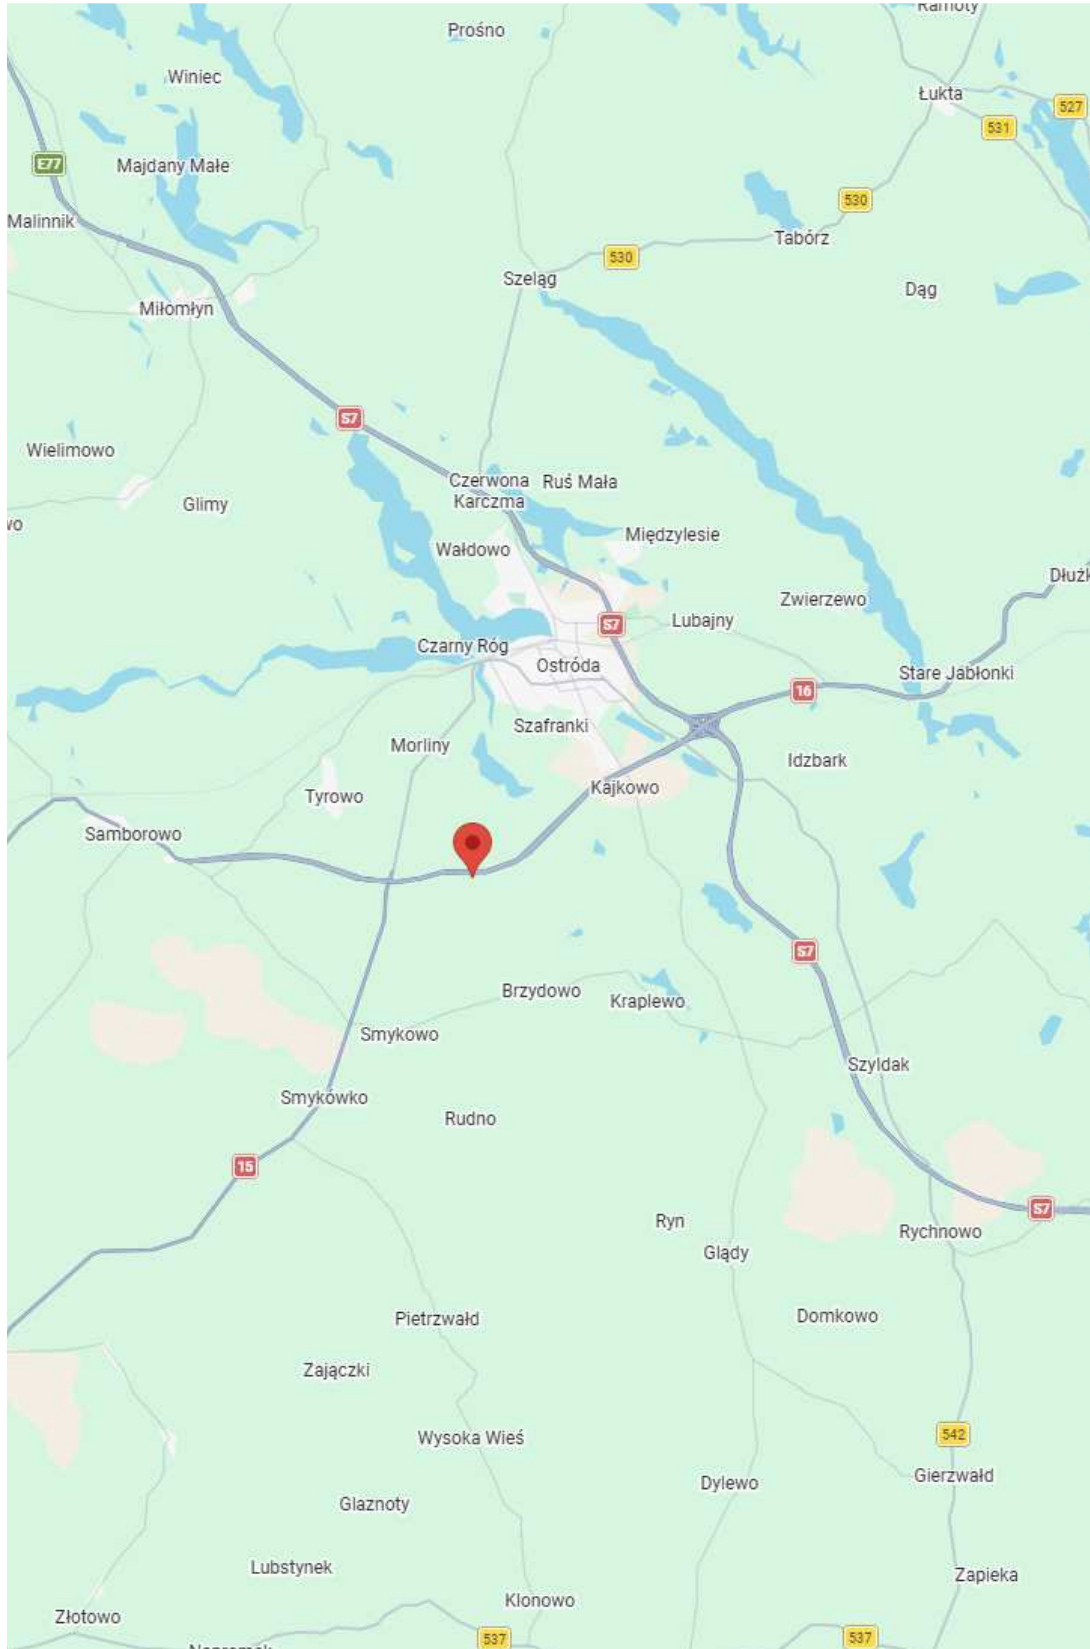 Ramoty
Prośno
Winiec
Łukta
527
531
E77
Majdany Małe
530
Malinnik
Tabórz
530
Szeląg
Dąg
Miłomłyn
S7
Wielimowo
Czerwona
Karczma
Ruś Mała
Glimy
wo
Międzylesie
Wałdowo
Dłużk
Zwierzewo
S7
Lubajny
Czarny Róg
Ostróda
Stare Jabłonki
16
Szafranki
Morliny
Idzbark
Kajkowo
Tyrowo
Samborowo
S7
Brzydowo
Kraplewo
Smykowo
Szyldak
Smykówko
Rudno
15
S7
Ryn
Rychnowo
Glądy
Domkowo
Pietrzwałd
Zajączki
542
Wysoka Wieś
Gierzwałd
Dylewo
Glaznoty
Lubstynek
Zapieka
Klonowo
Złotowo
537
537